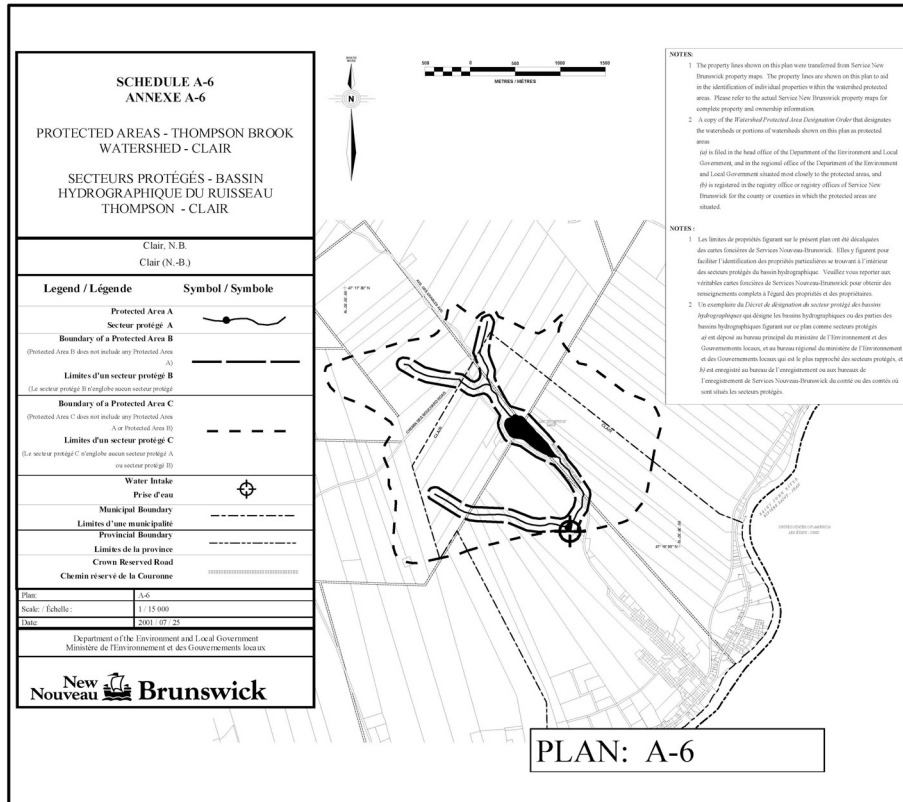 SCHEDULE A-6
ANNEXE A-6
PROTECTED AREAS - THOMPSON BROOK
WATERSHED - CLAIR
SECTEURS PROTÉGÉS - BASSIN
HYDROGRAPHIQUE DU RUISSEAU
THOMPSON - CLAIR
Clair, N.B.
Clair (N.-B.)
Legend / Légende Symbol / Symbole
Protected Area A
Secteur protégé A
Boundary of a Protected Area B
(Protected Area B does not include any Protected Area
A)
Limites d'un secteur protégé B
(Le secteur protégé B n'englobe aucun secteur protégé
Boundary of a Protected Area C
(Protected Area C does not include any Protected Area
A or Protected Area B)
Limites d'un secteur protégé C
(Le secteur protégé C n'englobe aucun secteur protégé A
ou secteur protégé B)
Water Intake
Prise d'eau
Municipal Boundary
Limites d'une municipalité
Provincial Boundary
Limites de la province
Crown Reserved Road
Chemin réservé de la Couronne
Plan: A-6
Scale: / Échelle : 1 / 15 000
Date: 2001 / 07 / 25
Department of the Environment and Local Government
Ministère de l'Environnement et des Gouvernements locaux
New Nouveau Brunswick
N
500 0 500 1000 1500
METRES / MÈTRES
NOTES:
1 The property lines shown on this plan were transferred from Service New
Brunswick property maps. The property lines are shown on this plan to aid
in the identification of individual properties within the watershed protected
areas. Please refer to the actual Service New Brunswick property maps for
complete property and ownership information.
2 A copy of the Watershed Protected Area Designation Order that designates
the watersheds or portions of watersheds shown on this plan as protected
areas
(a) is filed in the head office of the Department of the Environment and Local
Government, and in the regional office of the Department of the Environment
and Local Government situated most closely to the protected areas, and
(b) is registered in the registry office or registry offices of Service New
Brunswick for the county or counties in which the protected areas are
situated.
NOTES :
1 Les limites de propriétés figurant sur le présent plan ont été décalquées
des cartes foncières de Services Nouveau-Brunswick. Elles y figurent pour
faciliter l'identification des propriétés particulières se trouvant à l'intérieur
des secteurs protégés du bassin hydrographique. Veuillez vous reporter aux
véritables cartes foncières de Services Nouveau-Brunswick pour obtenir des
renseignements complets à l'égard des propriétés et des propriétaires.
2 Un exemplaire du Décret de désignation du secteur protégé des bassins
hydrographiques qui désigne les bassins hydrographiques ou des parties des
bassins hydrographiques figurant sur ce plan comme secteurs protégés
a) est déposé au bureau principal du ministère de l'Environnement et des
Gouvernements locaux, et au bureau régional du ministère de l'Environnement
et des Gouvernements locaux qui est le plus rapproché des secteurs protégés, et
b) est enregistré au bureau de l'enregistrement ou aux bureaux de
l'enregistrement de Services Nouveau-Brunswick du comté ou des comtés où
sont situés les secteurs protégés.
CLAIR
CLAIR
PLAN: A-6